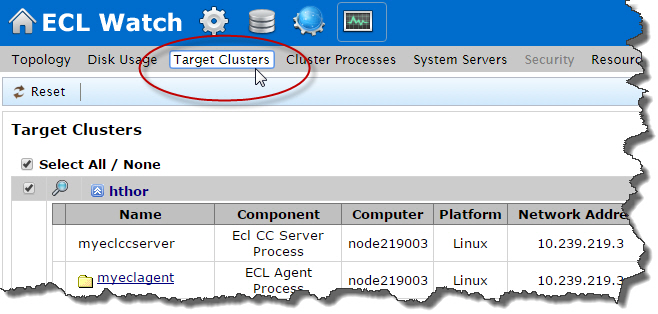 ECL Watch
Topology Disk Usage Target Clusters Cluster Processes System Servers Security
Reset
Target Clusters
Select All / None
hthor
Name Component Computer Platform Network
myeclccserver Ecl CC Server Process node219003 Linux 10.239.219.3
myeclagent ECL Agent Process node219003 Linux 10.239.219.3